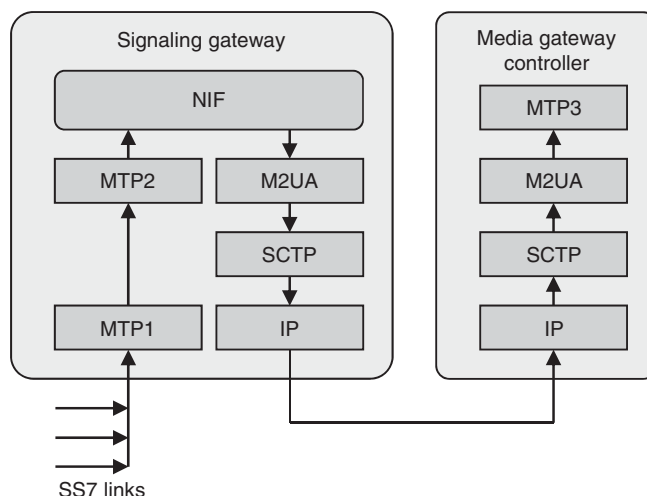 Signaling gateway
NIF
MTP2
M2UA
SCTP
MTP1
IP
SS7 links
Media gateway
controller
MTP3
M2UA
SCTP
IP